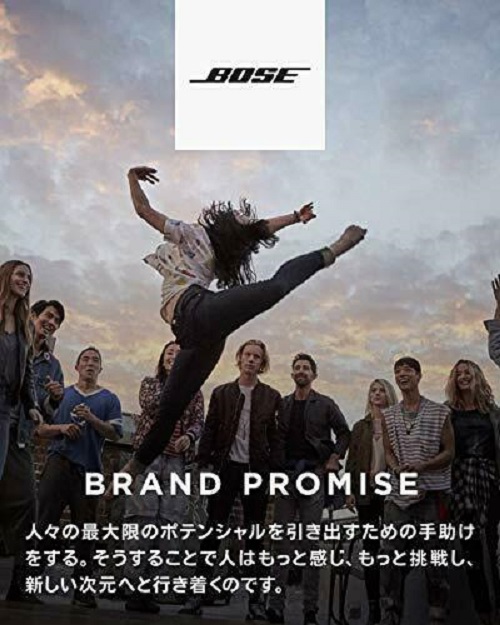 BOSE
BRAND PROMISE
人々の最大限のポテンシャルを引き出すための手助け
をする。そうすることで人はもっと感じ、もっと挑戦し、
新しい次元へと行き着くのです。